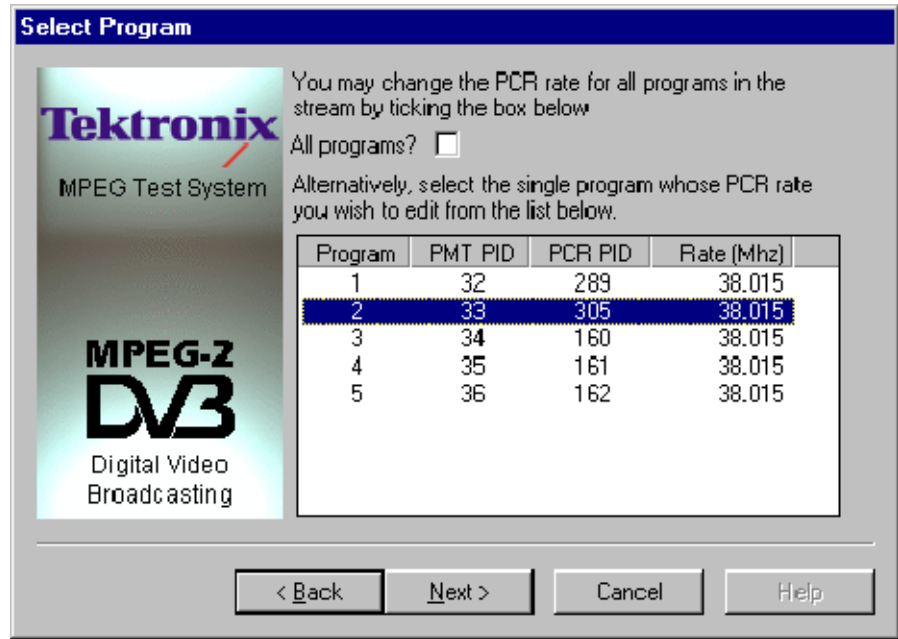 Select Program
Tektronix
MPEG Test System
MPEG-2
DVB
Digital Video
Broadcasting
You may change the PCR rate for all programs in the
stream by ticking the box below
All programs?
Alternatively, select the single program whose PCR rate
you wish to edit from the list below.
Program PMT PID PCR PID Rate (Mhz)
1 32 289 38.015
2 33 305 38.015
3 34 160 38.015
4 35 161 38.015
5 36 162 38.015
< Back Next > Cancel Help